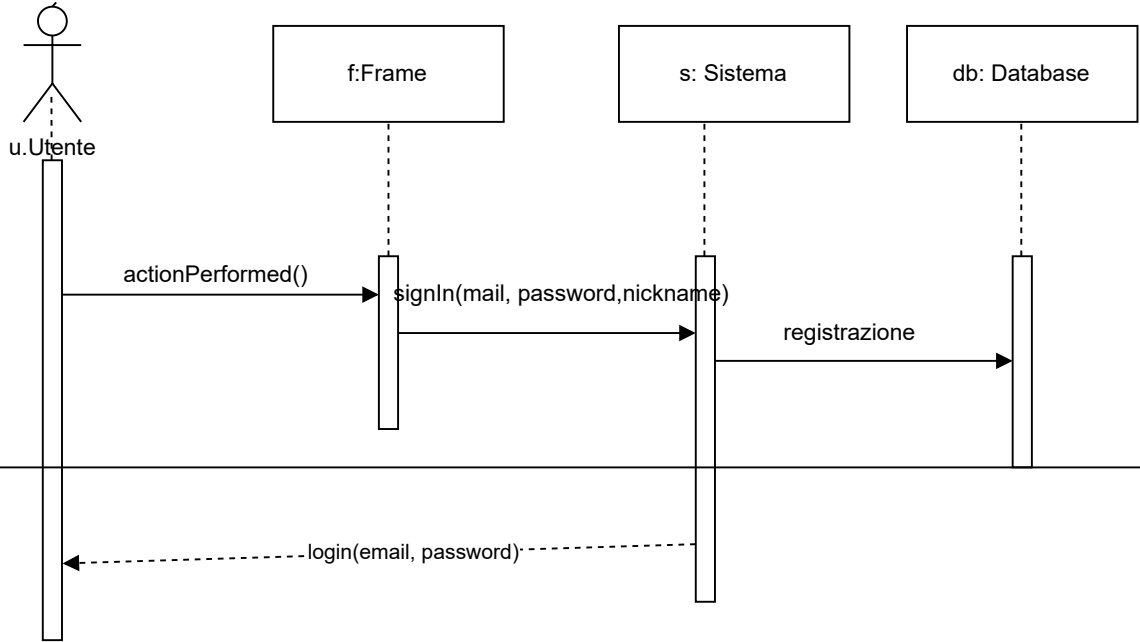 f:Frame
s: Sistema
db: Database
u.Utente
actionPerformed()
signIn(mail, password,nickname)
registrazione
login(email, password)